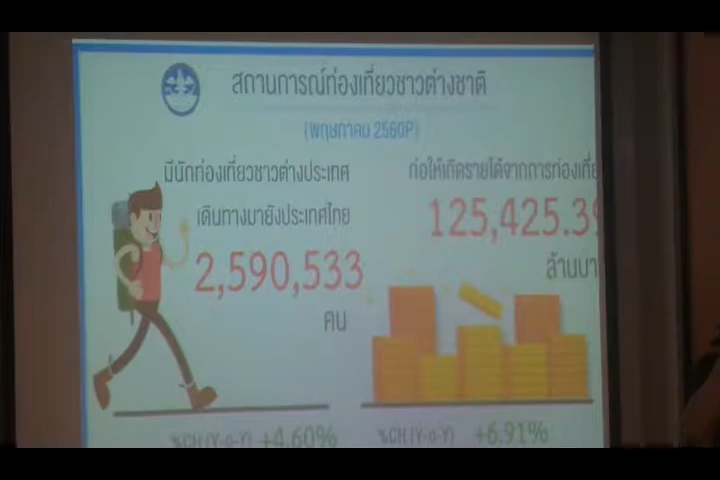 สถานการณ์ท่องเที่ยวชาวต่างชาติ
(พฤษภาคม 2560P)
มีนักท่องเที่ยวชาวต่างประเทศ
เดินทางมายังประเทศไทย
2,590,533
คน
ก่อให้เกิดรายได้จากการท่องเที่
125,425.39
ล้านบา
%CH (Y-o-Y) +4.60%
%CH (Y-o-Y) +6.91%